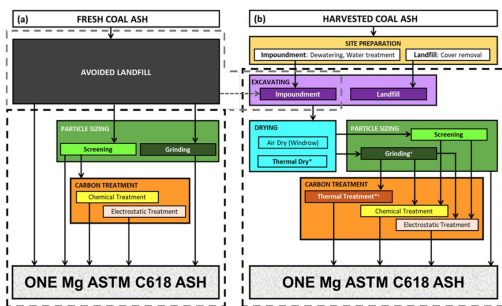 (a)
FRESH COAL ASH
AVOIDED LANDFILL
PARTICLE SIZING
Screening
Grinding
CARBON TREATMENT
Chemical Treatment
Electrostatic Treatment
ONE Mg ASTM C618 ASH
(b)
HARVESTED COAL ASH
SITE PREPARATION
Impoundment: Dewatering, Water treatment
Landfill: Cover removal
EXCAVATING
Impoundment
Landfill
DRYING
Air Dry (Windrow)
Thermal Dry*
PARTICLE SIZING
Screening
Grinding+
CARBON TREATMENT
Thermal Treatment*+
Chemical Treatment
Electrostatic Treatment
ONE Mg ASTM C618 ASH